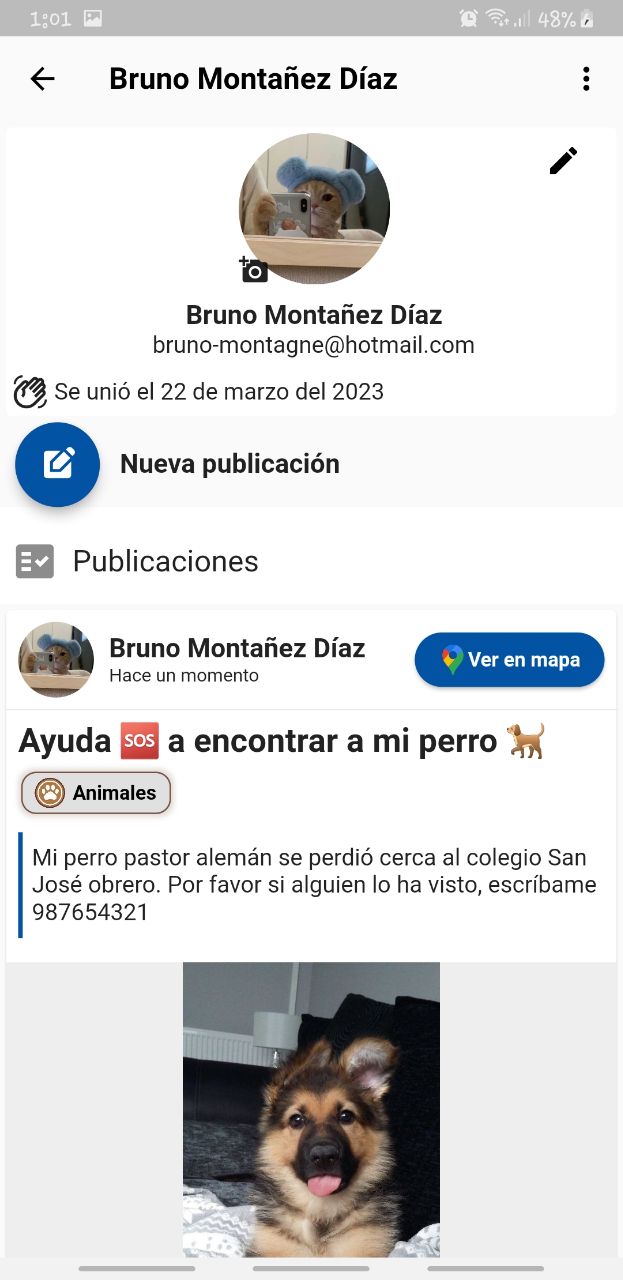 1:01
48%
Bruno Montañez Díaz
Bruno Montañez Díaz
bruno-montagne@hotmail.com
Se unió el 22 de marzo del 2023
Nueva publicación
Publicaciones
Bruno Montañez Díaz
Hace un momento
Ver en mapa
Ayuda 🆘 a encontrar a mi perro 🐕
Animales
Mi perro pastor alemán se perdió cerca al colegio San
José obrero. Por favor si alguien lo ha visto, escríbame
987654321